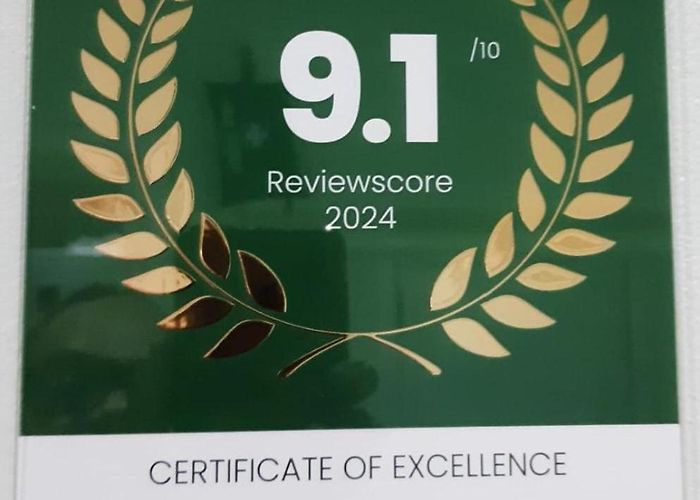 9.1 /10
Reviewscore
2024
CERTIFICATE OF EXCELLENCE